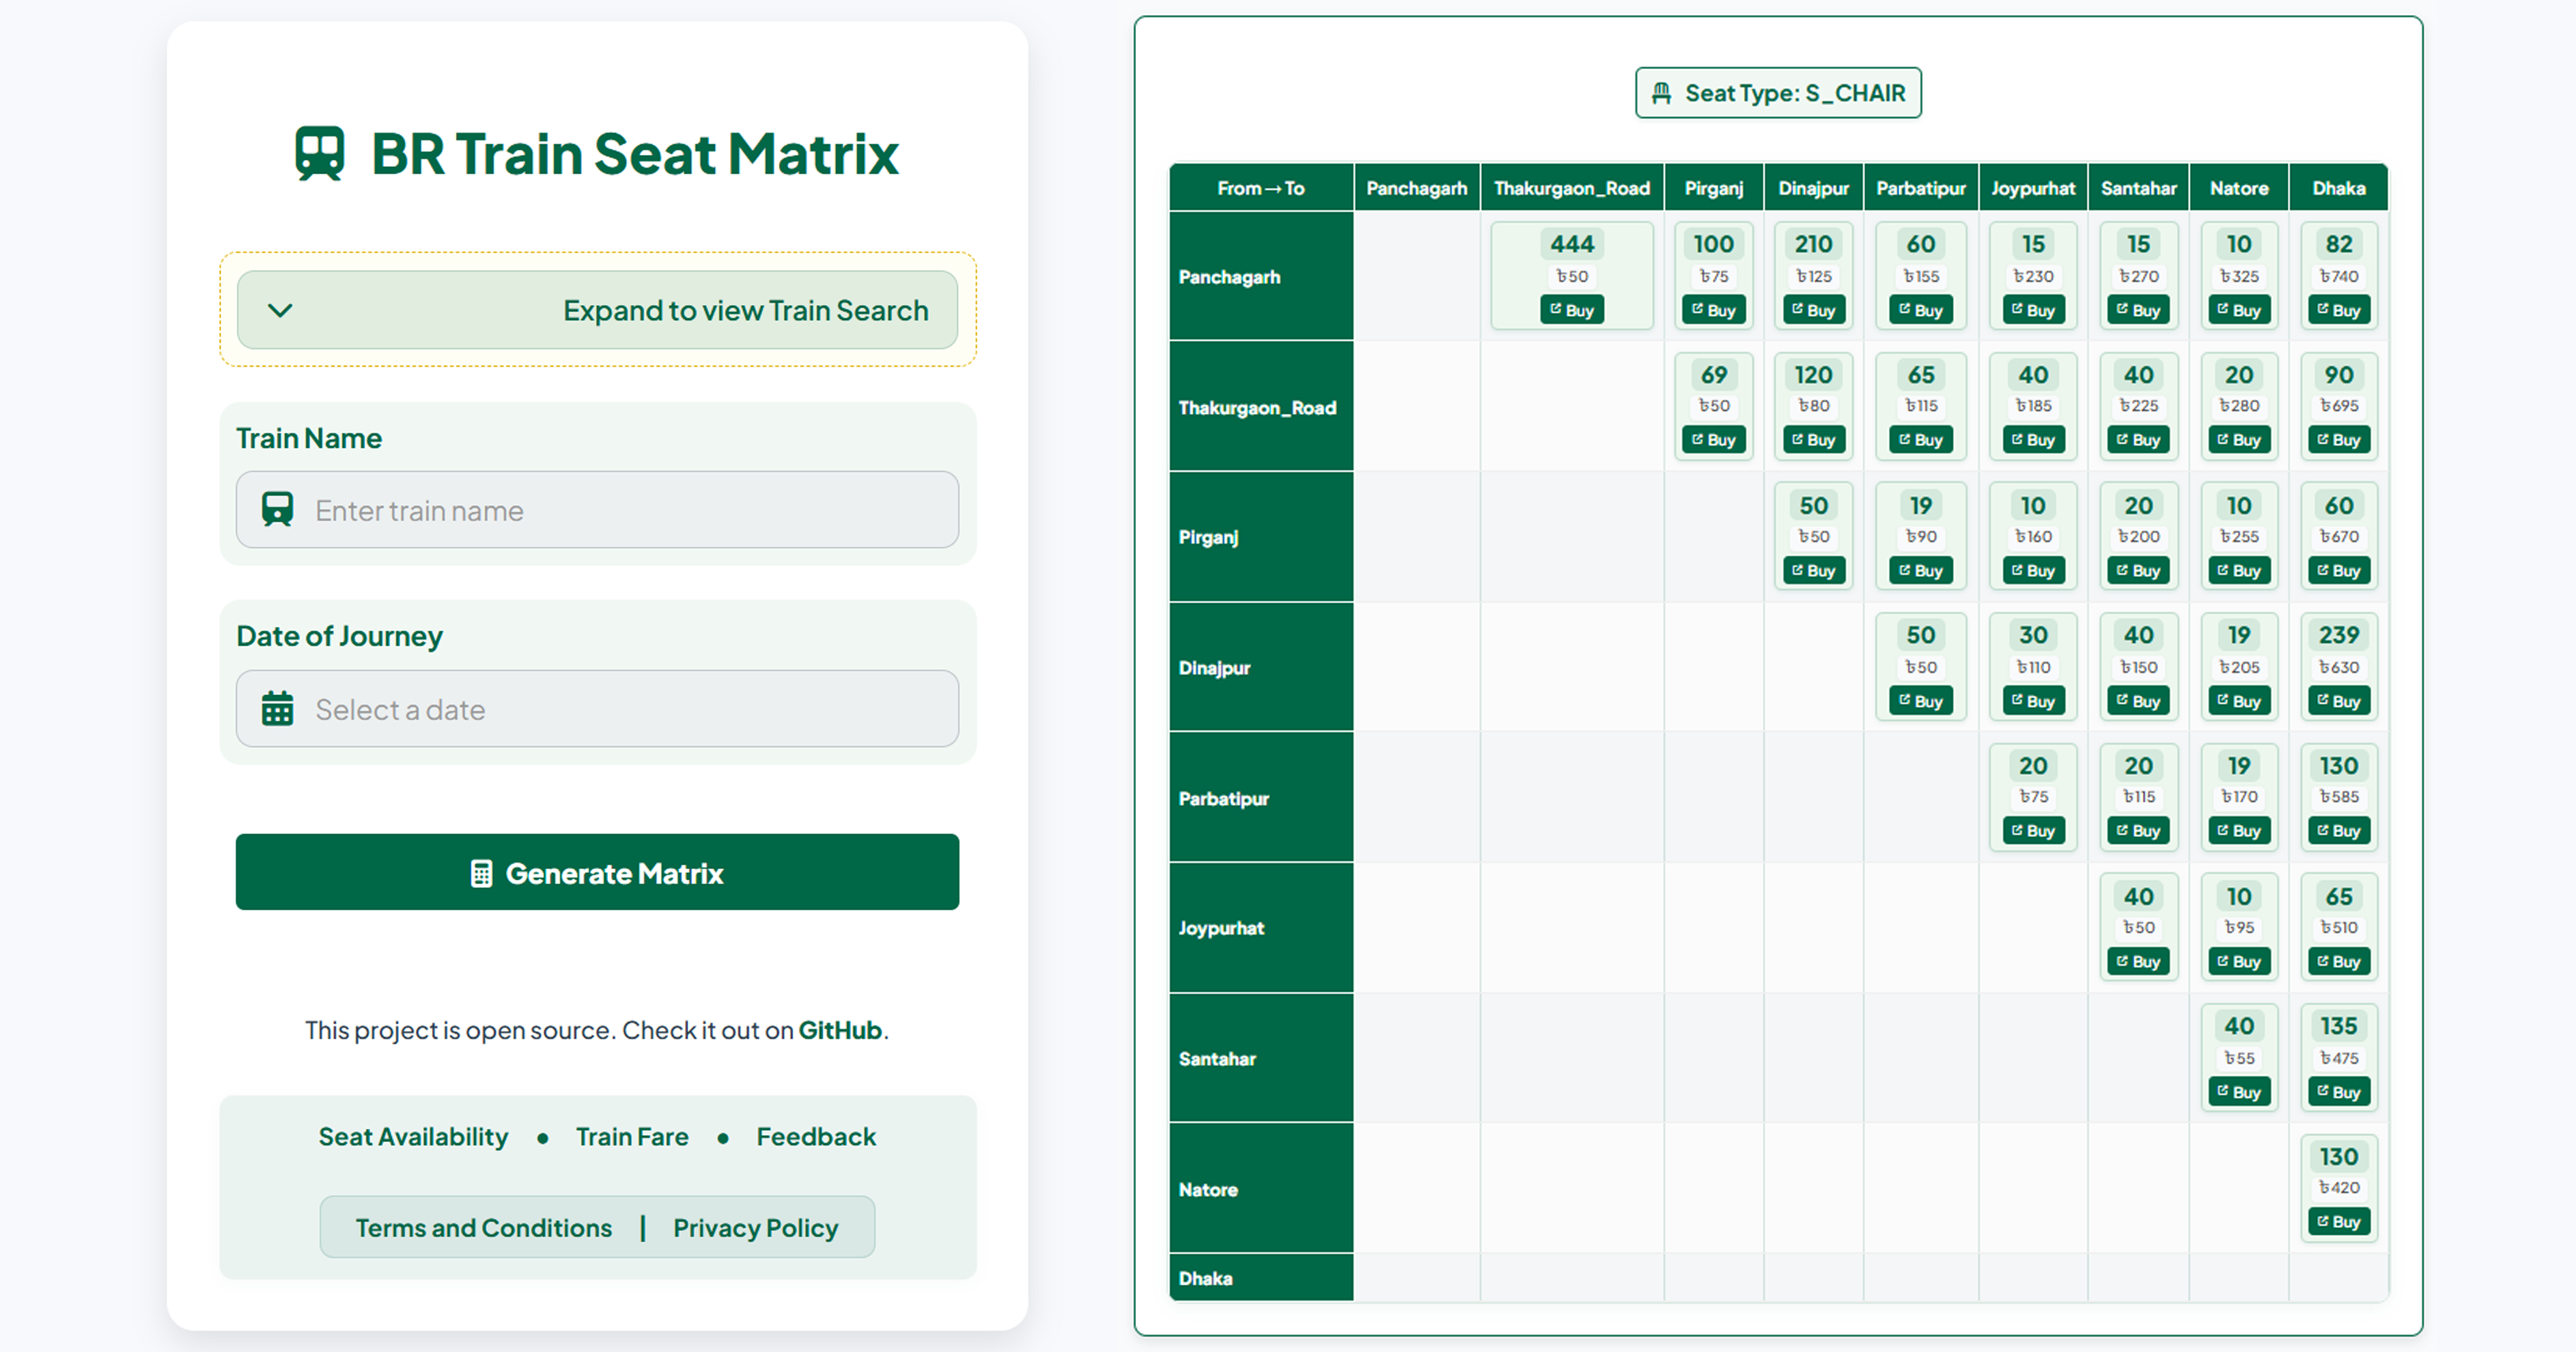 BR Train Seat Matrix
Expand to view Train Search
Train Name
Enter train name
Date of Journey
Select a date
Generate Matrix
This project is open source. Check it out on GitHub.
Seat Availability • Train Fare • Feedback
Terms and Conditions | Privacy Policy
Seat Type: S_CHAIR
From→To Panchagarh Thakurgaon_Road Pirganj Dinajpur Parbatipur Joypurhat Santahar Natore Dhaka
444 100 210 60 15 15 10 82
Panchagarh ৳50 ৳75 ৳125 ৳155 ৳230 ৳270 ৳325 ৳740
Buy Buy Buy Buy Buy Buy Buy Buy
69 120 65 40 40 20 90
Thakurgaon_Road ৳50 ৳80 ৳115 ৳185 ৳225 ৳280 ৳695
Buy Buy Buy Buy Buy Buy Buy
50 19 10 20 10 60
Pirganj ৳50 ৳90 ৳160 ৳200 ৳255 ৳670
Buy Buy Buy Buy Buy Buy
50 30 40 19 239
Dinajpur ৳50 ৳110 ৳150 ৳205 ৳630
Buy Buy Buy Buy Buy
20 20 19 130
Parbatipur ৳75 ৳115 ৳170 ৳585
Buy Buy Buy Buy
40 10 65
Joypurhat ৳50 ৳95 ৳510
Buy Buy Buy
40 135
Santahar ৳55 ৳475
Buy Buy
130
Natore ৳420
Buy
Dhaka